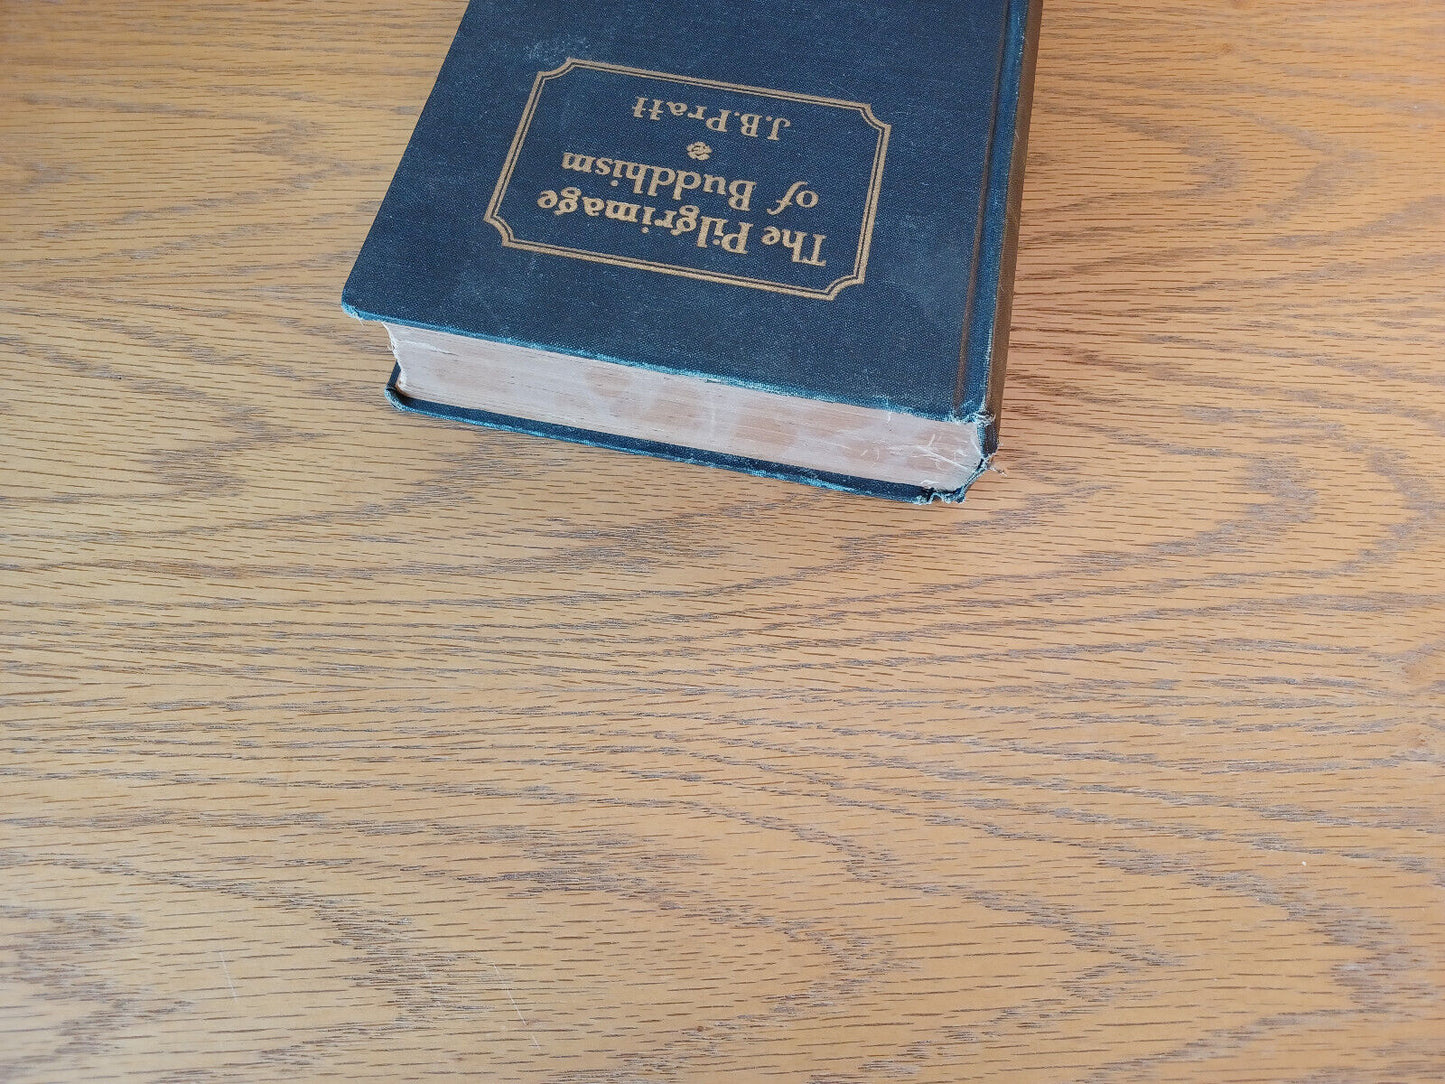 The Pilgrimage
of Buddhism
J.B.Pratt